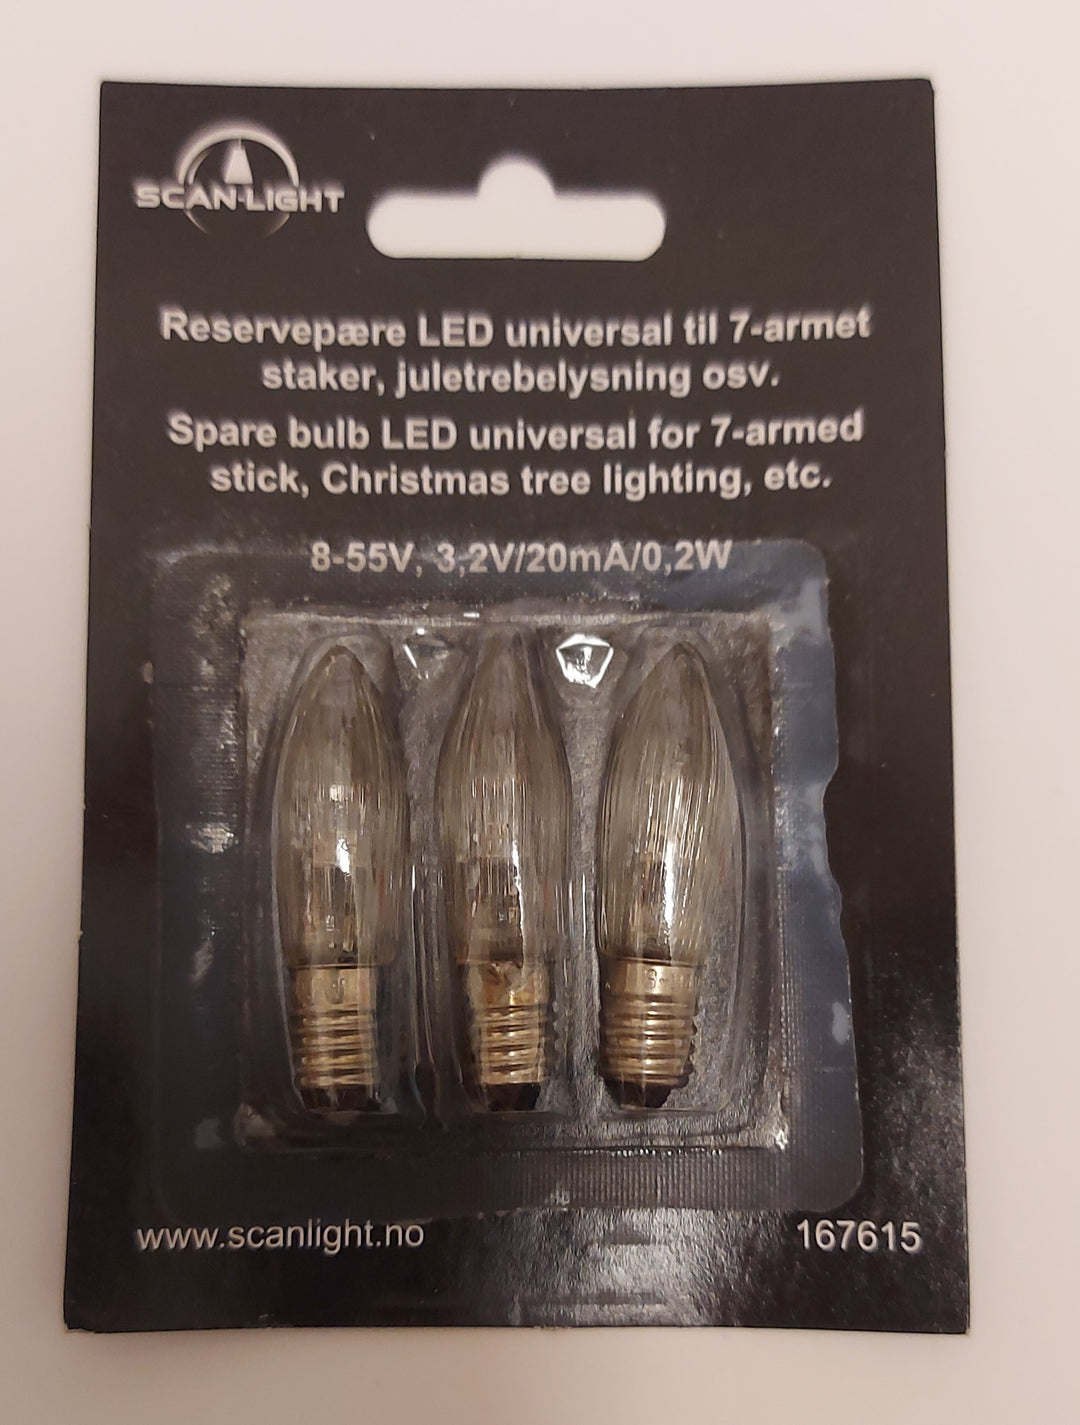 SCAN-LIGHT
Reservepære LED universal til 7-armet
staker, juletrebelysning osv.
Spare bulb LED universal for 7-armed
stick, Christmas tree lighting, etc.
8-55V, 3,2V/20mA/0,2W
www.scanlight.no
167615